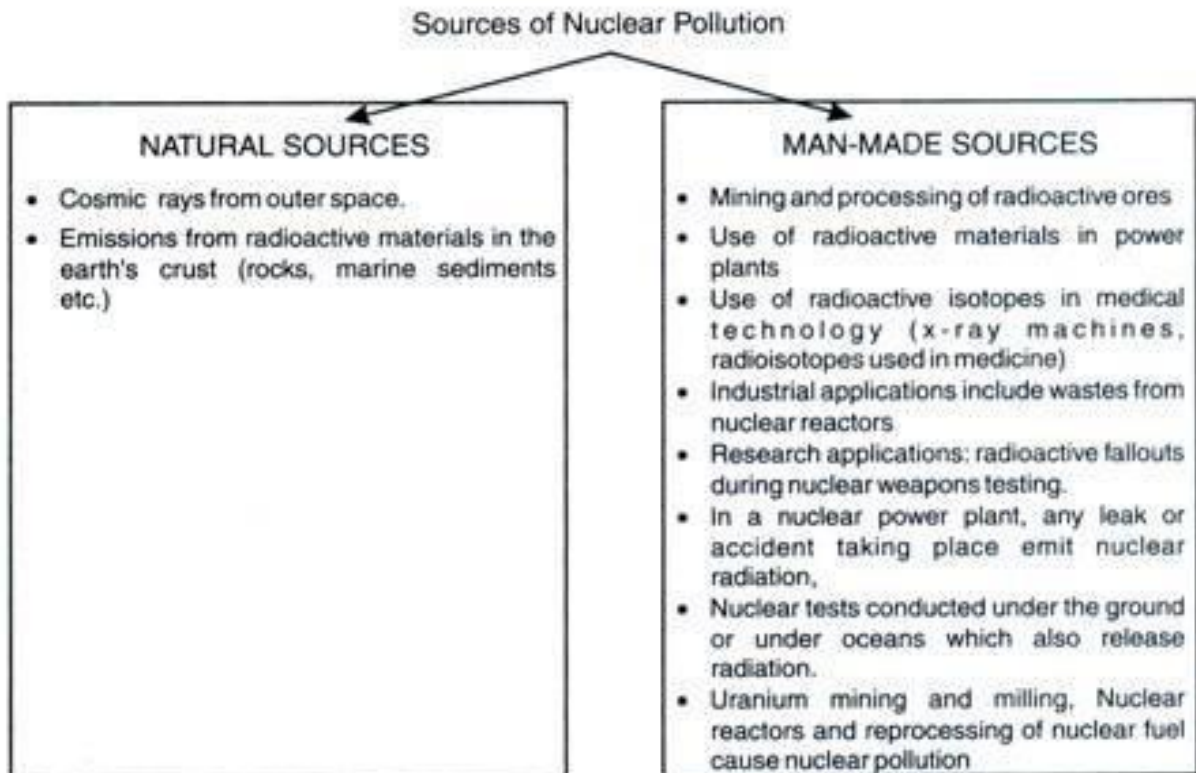 Sources of Nuclear Pollution
NATURAL SOURCES
• Cosmic rays from outer space.
• Emissions from radioactive materials in the
earth's crust (rocks, marine sediments
etc.)
MAN-MADE SOURCES
• Mining and processing of radioactive ores
• Use of radioactive materials in power
plants
• Use of radioactive isotopes in medical
technology (x-ray machines,
radioisotopes used in medicine)
• Industrial applications include wastes from
nuclear reactors
• Research applications: radioactive fallouts
during nuclear weapons testing.
• In a nuclear power plant, any leak or
accident taking place emit nuclear
radiation,
• Nuclear tests conducted under the ground
or under oceans which also release
radiation.
• Uranium mining and milling, Nuclear
reactors and reprocessing of nuclear fuel
cause nuclear pollution